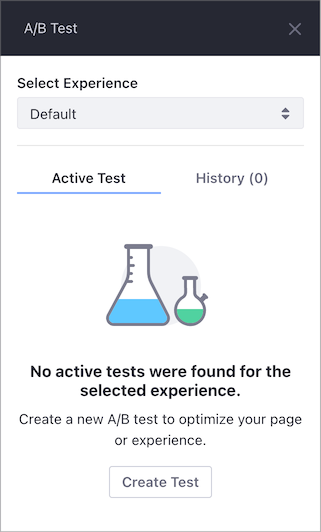 A/B Test
Select Experience
Default
Active Test
History (0)
No active tests were found for the
selected experience.
Create a new A/B test to optimize your page
or experience.
Create Test